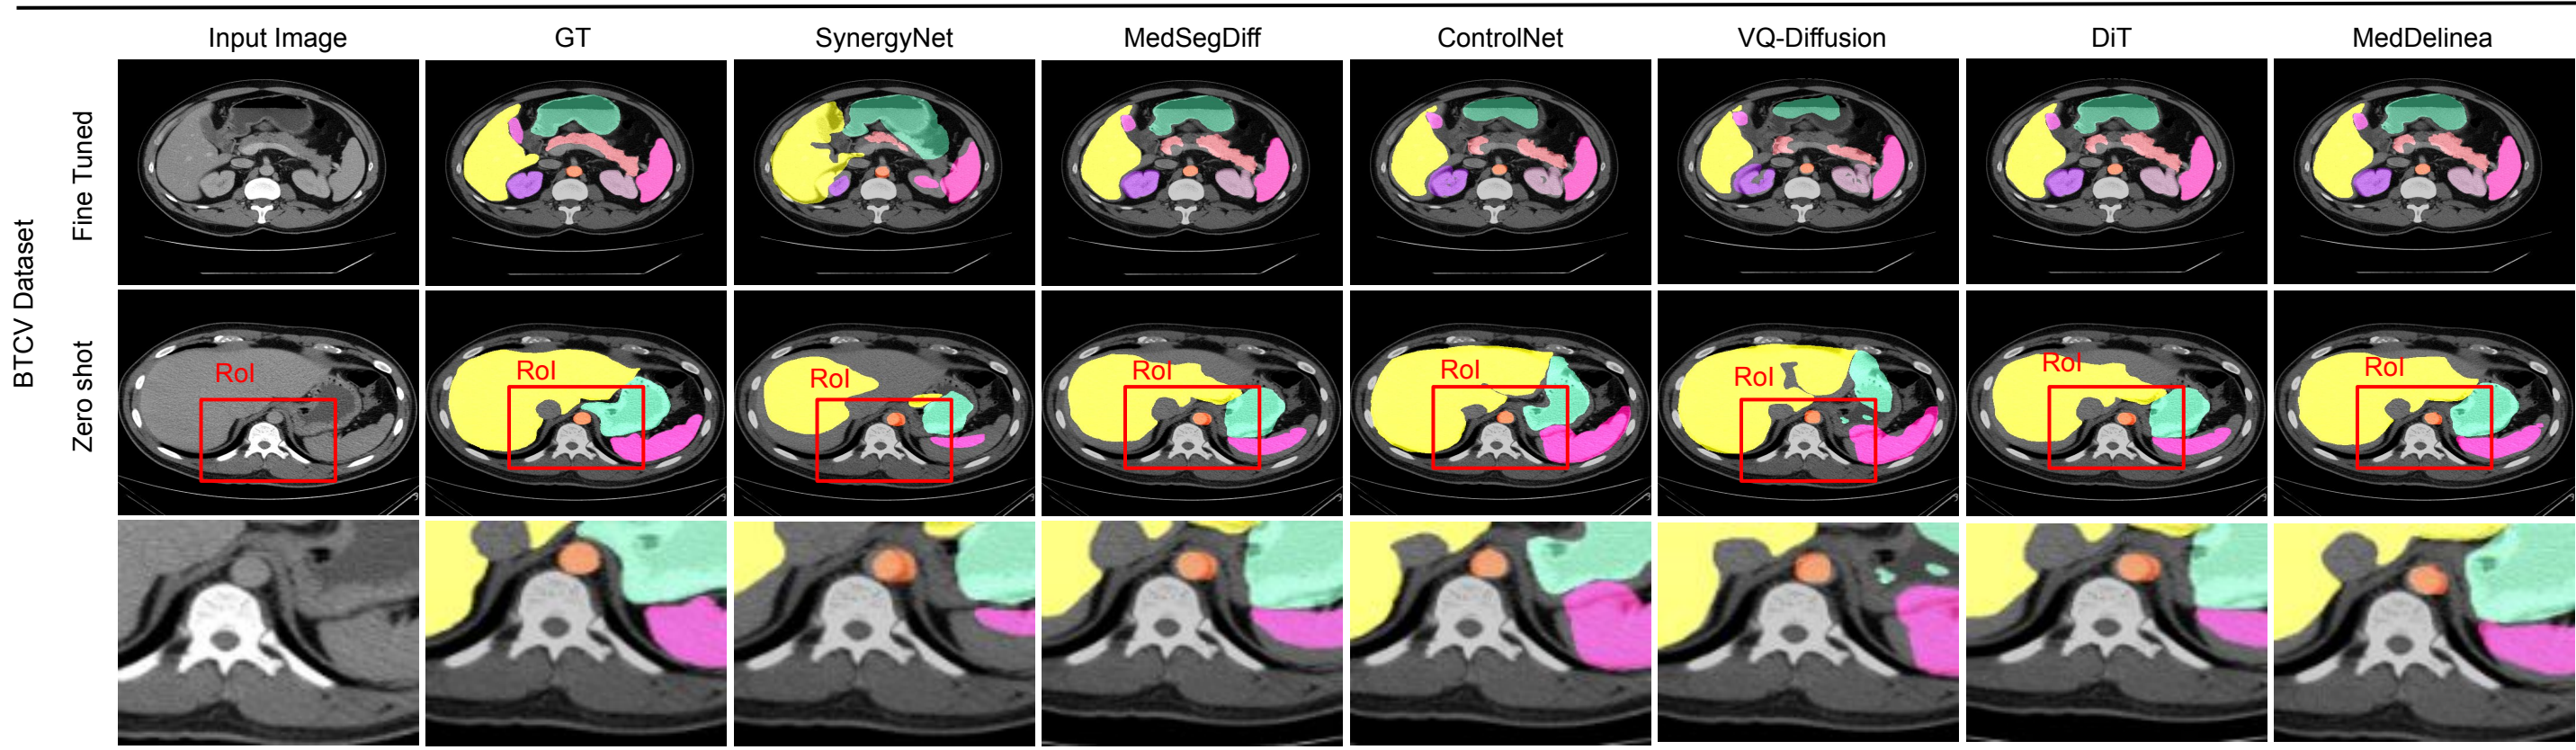 Input Image GT SynergyNet MedSegDiff ControlNet VQ-Diffusion DiT MedDelinea
BTCV Dataset
Fine Tuned
Zero shot
RoI RoI RoI RoI RoI RoI RoI RoI